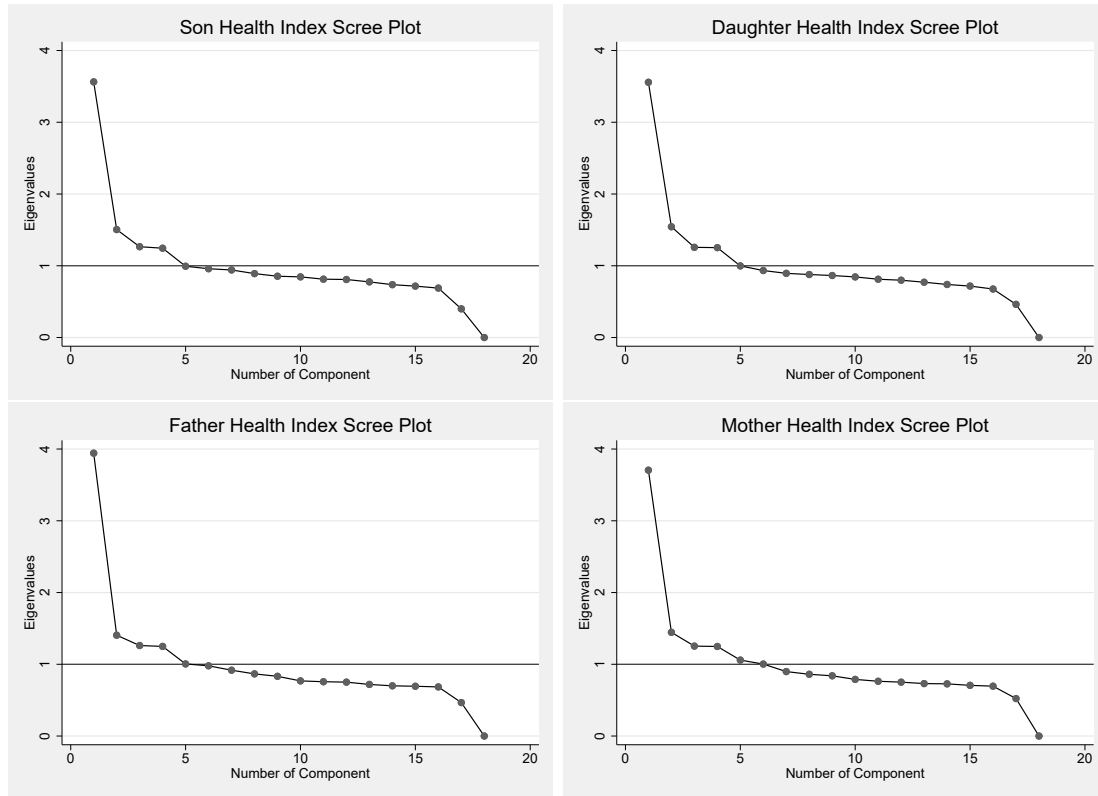 Son Health Index Scree Plot
Eigenvalues
4
3
2
1
0
0 5 10 15 20
Number of Component
Daughter Health Index Scree Plot
Eigenvalues
4
3
2
1
0
0 5 10 15 20
Number of Component
Father Health Index Scree Plot
Eigenvalues
4
3
2
1
0
0 5 10 15 20
Number of Component
Mother Health Index Scree Plot
Eigenvalues
4
3
2
1
0
0 5 10 15 20
Number of Component